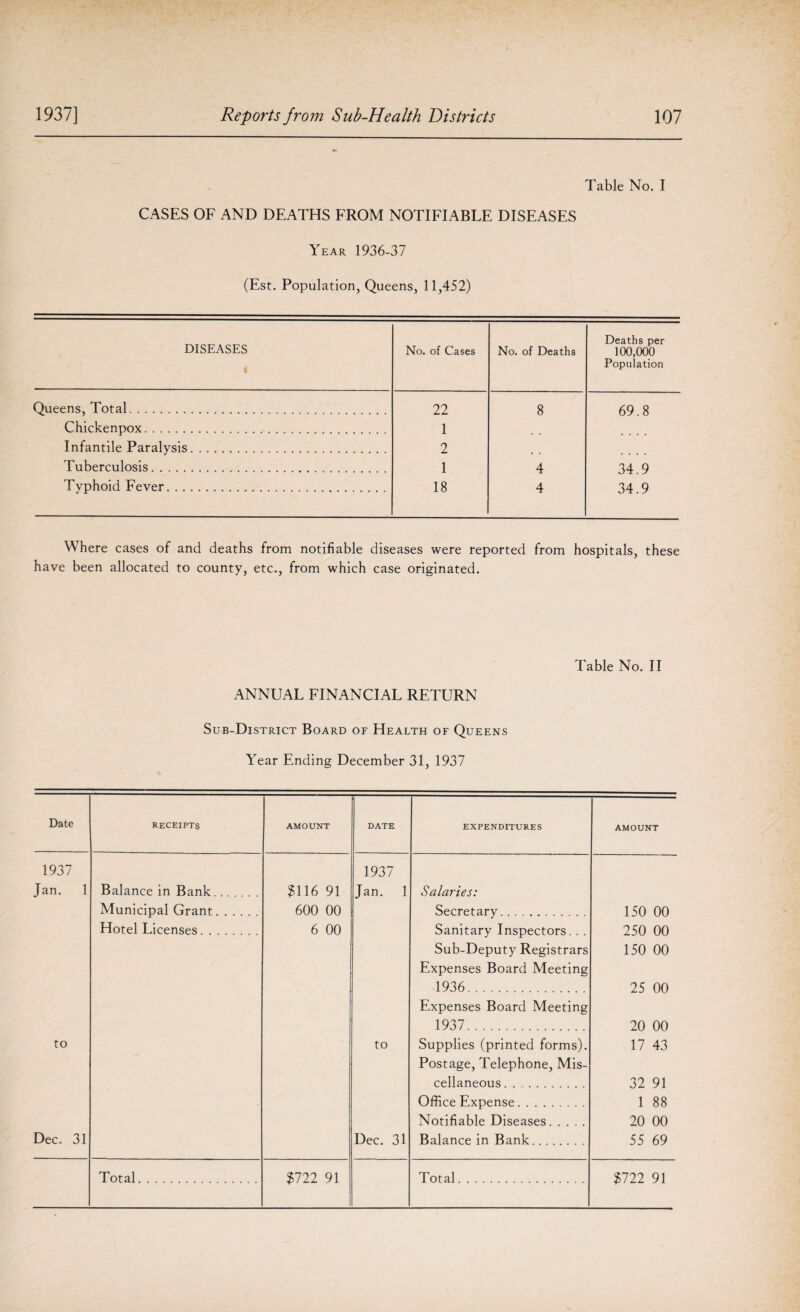 1937] Reports from Sub-Health Districts 107
Table No. I
CASES OF AND DEATHS FROM NOTIFIABLE DISEASES
Year 1936-37
(Est. Population, Queens, 11,452)
DISEASES No. of Cases No. of Deaths Deaths per 100,000 Population
Queens, Total. . . . . . . . . . 22 8 69.8
Chickenpox. . . . . . . . . . 1 . . . . . .
Infantile Paralysis. . . . . . . . . . 2 . . . . . .
Tuberculosis. . . . . . . . . . 1 4 34.9
Typhoid Fever. . . . . . . . . . 18 4 34.9
Where cases of and deaths from notifiable diseases were reported from hospitals, these
have been allocated to county, etc., from which case originated.
Table No. II
ANNUAL FINANCIAL RETURN
Sub-District Board of Health of Queens
Year Ending December 31, 1937
Date RECEIPTS AMOUNT DATE EXPENDITURES AMOUNT
1937 1937
Jan. 1 Balance in Bank. . . . . . . $116 91 Jan. 1 Salaries:
Municipal Grant. . . . . . 600 00 Secretary. . . . . . . . . . . . 150 00
Hotel Licenses. . . . . . . . 6 00 Sanitary Inspectors. . . 250 00
Sub-Deputy Registrars 150 00
Expenses Board Meeting
1936. . . . . . . . . . . . . . . . 25 00
Expenses Board Meeting
1937. . . . . . . . . . . . . . . . 20 00
to to Supplies (printed forms). 17 43
Postage, Telephone, Mis-
cellaneous. . . . . . . . . . . 32 91
Office Expense. . . . . . . . . 1 88
Notifiable Diseases. . . . . 20 00
Dec. 31 Dec. 31 Balance in Bank. . . . . . . . 55 69
Total. . . . . . . . . . . . . . . . $722 91 Total. . . . . . . . . . . . . . . . . $722 91